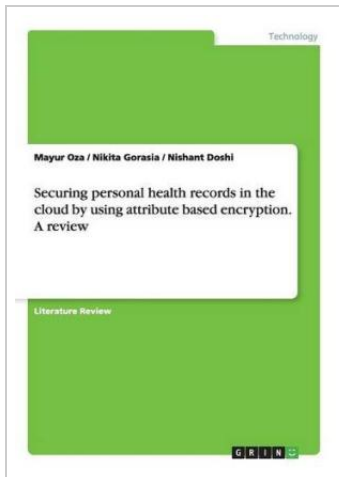 Technology
Mayur Oza / Nikita Gorasia / Nishant Doshi
Securing personal health records in the
cloud by using attribute based encryption.
A review
Literature Review
GRIN